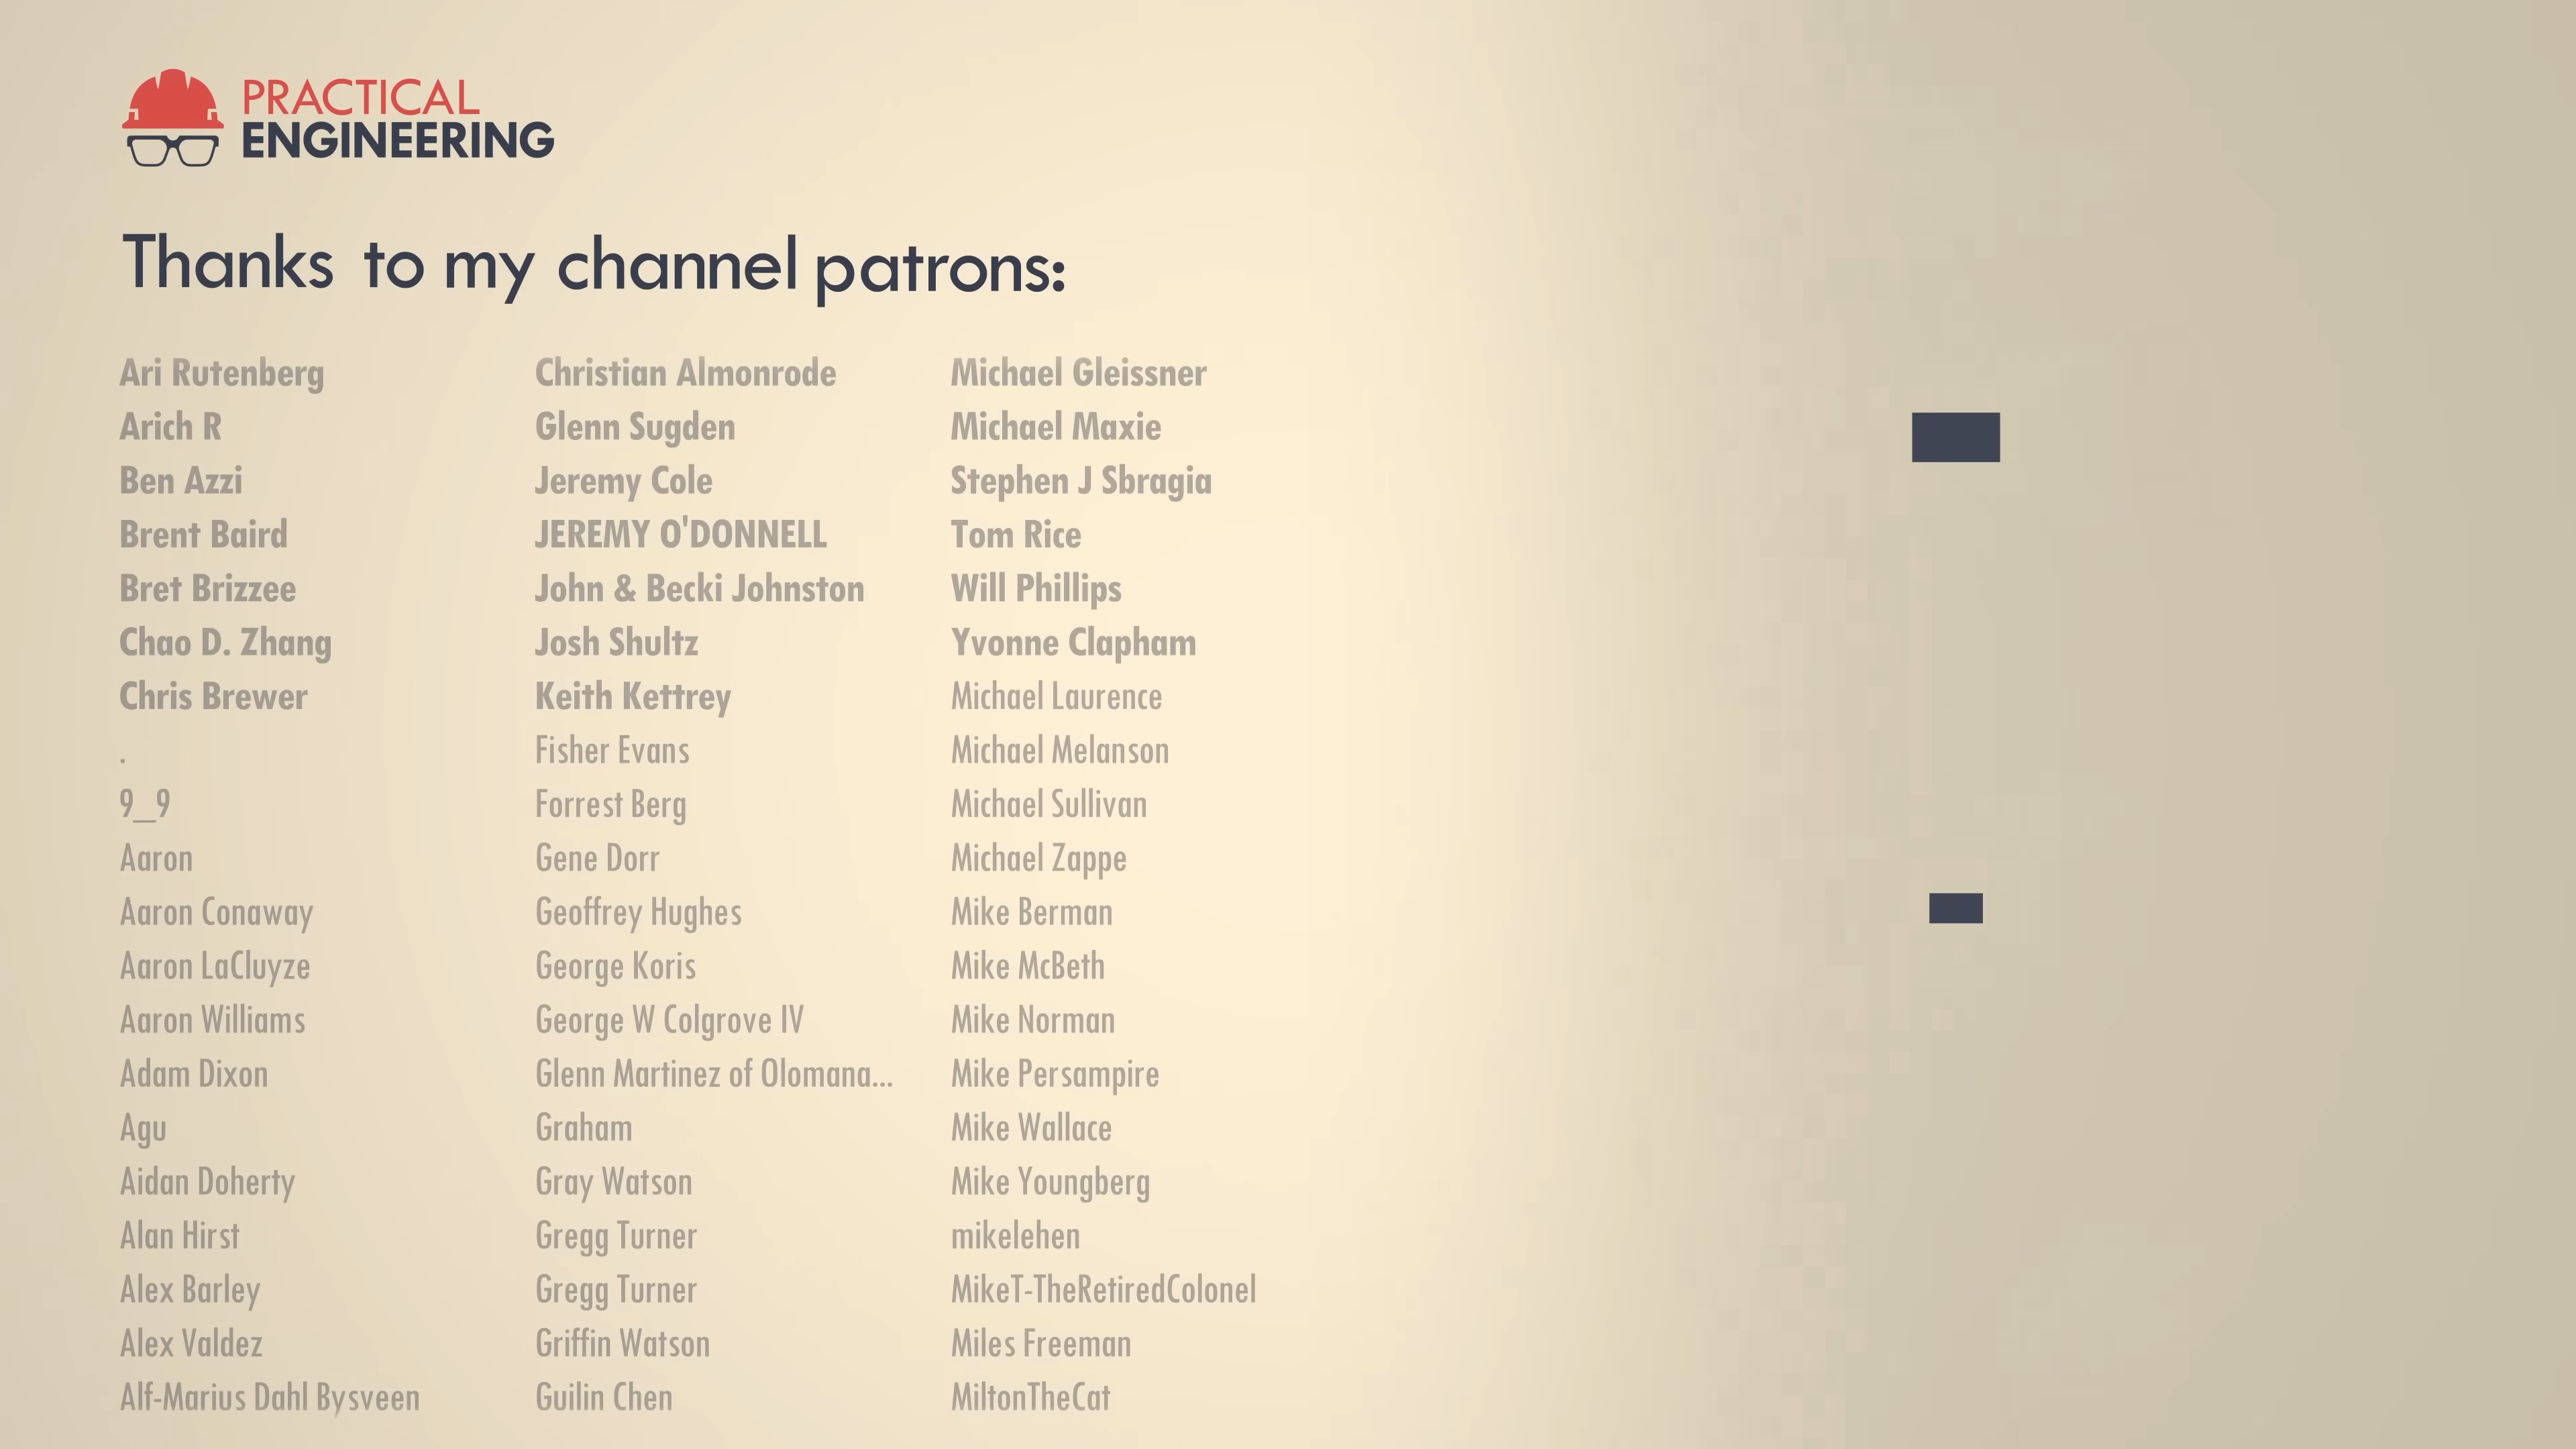 PRACTICAL
ENGINEERING
Thanks to my channel patrons:
Ari Rutenberg
Arich R
Ben Azzi
Brent Baird
Bret Brizzee
Chao D. Zhang
Chris Brewer
.
9_9
Aaron
Aaron Conaway
Aaron LaCluyze
Aaron Williams
Adam Dixon
Agu
Aidan Doherty
Alan Hirst
Alex Barley
Alex Valdez
Alf-Marius Dahl Bysveen
Christian Almonrode
Glenn Sugden
Jeremy Cole
JEREMY O'DONNELL
John & Becki Johnston
Josh Shultz
Keith Kettrey
Fisher Evans
Forrest Berg
Gene Dorr
Geoffrey Hughes
George Koris
George W Colgrove IV
Glenn Martinez of Olomana...
Graham
Gray Watson
Gregg Turner
Gregg Turner
Griffin Watson
Guilin Chen
Michael Gleissner
Michael Maxie
Stephen J Sbragia
Tom Rice
Will Phillips
Yvonne Clapham
Michael Laurence
Michael Melanson
Michael Sullivan
Michael Zappe
Mike Berman
Mike McBeth
Mike Norman
Mike Persampire
Mike Wallace
Mike Youngberg
mikelehen
MikeT-TheRetiredColonel
Miles Freeman
MiltonTheCat